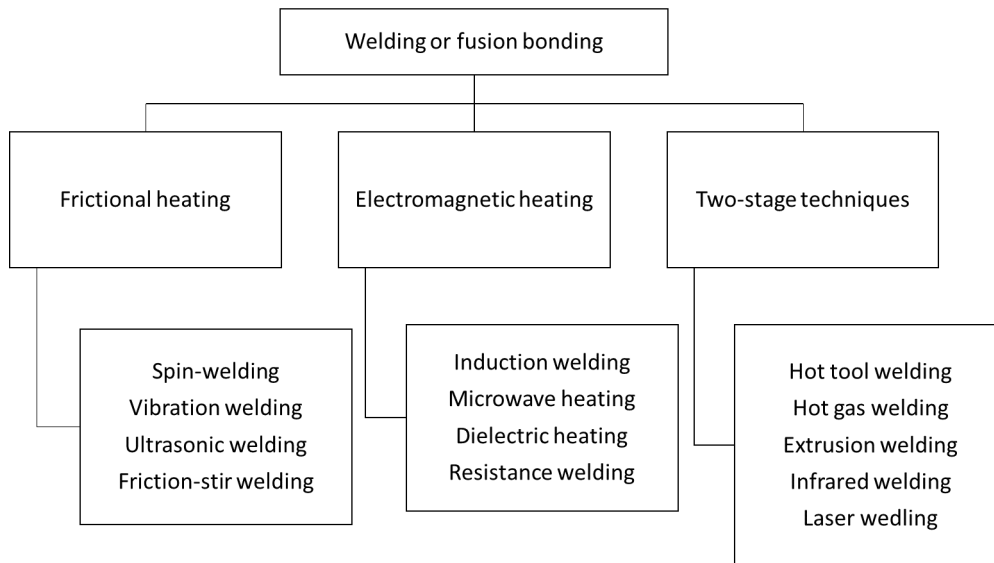 Welding or fusion bonding
Frictional heating
Electromagnetic heating
Two-stage techniques
Spin-welding
Vibration welding
Ultrasonic welding
Friction-stir welding
Induction welding
Microwave heating
Dielectric heating
Resistance welding
Hot tool welding
Hot gas welding
Extrusion welding
Infrared welding
Laser wedling